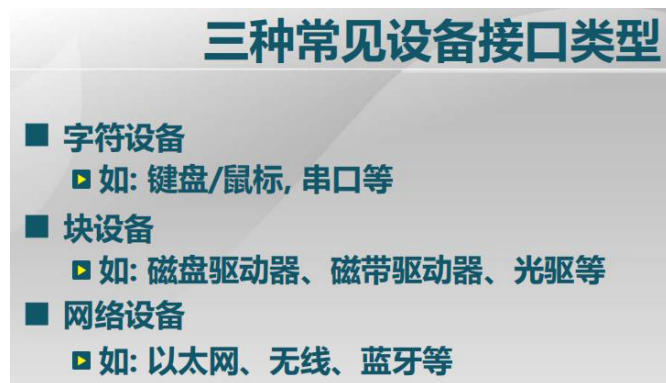 三种常见设备接口类型
字符设备
如: 键盘/鼠标, 串口等
块设备
如: 磁盘驱动器、磁带驱动器、光驱等
网络设备
如: 以太网、无线、蓝牙等